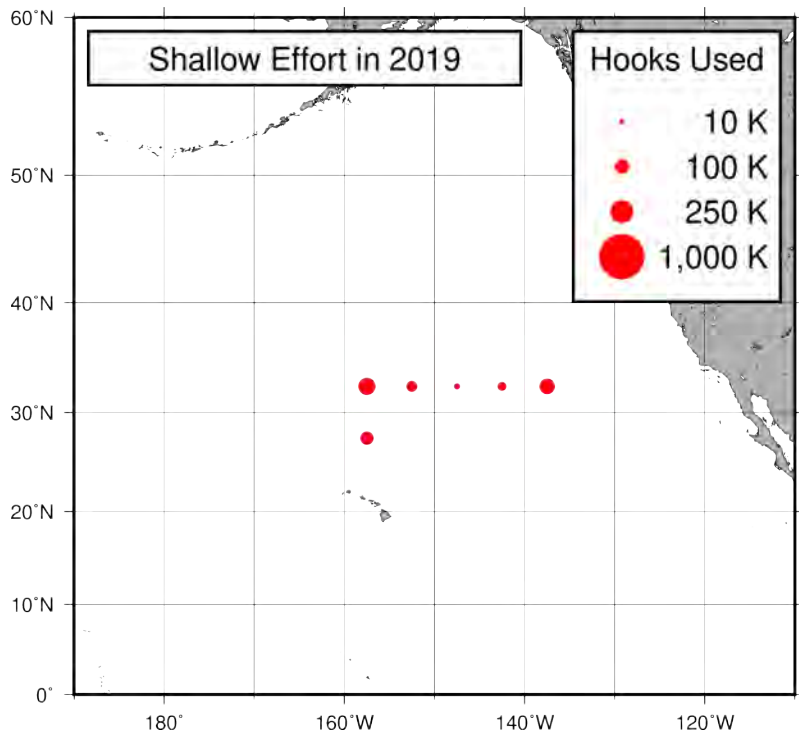 60˚N
Shallow Effort in 2019
Hooks Used
10 K
100 K
250 K
1,000 K
50˚N
40˚N
30˚N
20˚N
10˚N
0˚
180˚
160˚W
140˚W
120˚W